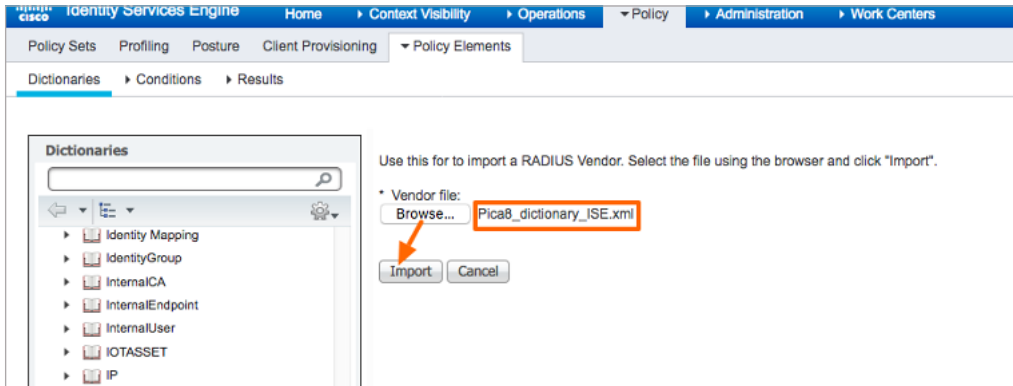 cisco Identity Services Engine Home Context Visibility Operations Policy Administration Work Centers
Policy Sets Profiling Posture Client Provisioning Policy Elements
Dictionaries Conditions Results
Dictionaries
Use this for to import a RADIUS Vendor. Select the file using the browser and click "Import".
* Vendor file:
Browse... Pica8_dictionary_ISE.xml
Import Cancel
Identity Mapping
IdentityGroup
InternalCA
InternalEndpoint
InternalUser
IOTASSET
IP